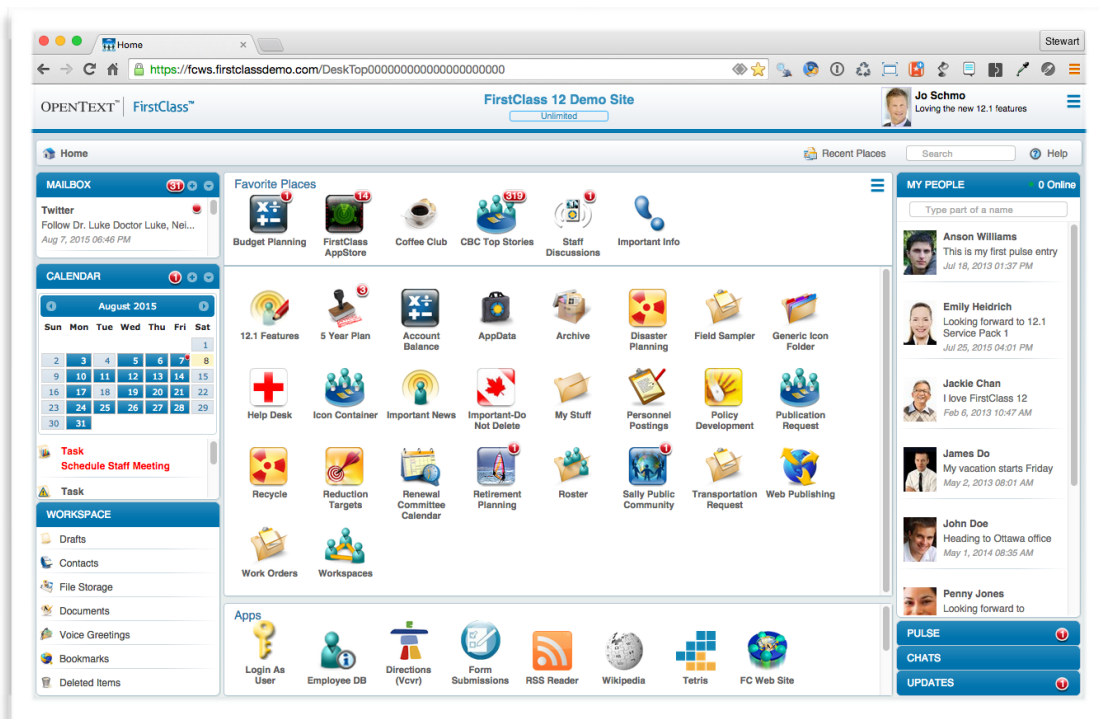 Home
Stewart
https://fcws.firstclassdemo.com/DeskTop000000000000000000000
OPENTEXT™ FirstClass™
FirstClass 12 Demo Site
Unlimited
Jo Schmo
Loving the new 12.1 features
Home
Recent Places
Search
Help
MAILBOX
31
Twitter
Follow Dr. Luke Doctor Luke, Nei...
Aug 7, 2015 06:46 PM
CALENDAR
1
August 2015
Sun Mon Tue Wed Thu Fri Sat
1
2 3 4 5 6 7 8
9 10 11 12 13 14 15
16 17 18 19 20 21 22
23 24 25 26 27 28 29
30 31
Task
Schedule Staff Meeting
Task
WORKSPACE
Drafts
Contacts
File Storage
Documents
Voice Greetings
Bookmarks
Deleted Items
Favorite Places
1 14 319 1
Budget Planning
FirstClass
AppStore
Coffee Club
CBC Top Stories
Staff
Discussions
Important Info
12.1 Features
3
5 Year Plan
Account
Balance
AppData
Archive
Disaster
Planning
Field Sampler
Generic Icon
Folder
Help Desk
Icon Container
Important News
Important-Do
Not Delete
My Stuff
Personnel
Postings
Policy
Development
Publication
Request
Recycle
Reduction
Targets
Renewal
Committee
Calendar
1
Retirement
Planning
Roster
1
Sally Public
Community
Transportation
Request
Web Publishing
Work Orders
Workspaces
Apps
Login As
User
Employee DB
Directions
(Vcvr)
Form
Submissions
RSS Reader
Wikipedia
Tetris
FC Web Site
MY PEOPLE
0 Online
Type part of a name
Anson Williams
This is my first pulse entry
Jul 18, 2013 01:37 PM
Emily Heidrich
Looking forward to 12.1
Service Pack 1
Jul 25, 2015 04:01 PM
Jackie Chan
I love FirstClass 12
Feb 6, 2013 10:47 AM
James Do
My vacation starts Friday
May 2, 2013 08:01 AM
John Doe
Heading to Ottawa office
May 1, 2014 08:35 AM
Penny Jones
Looking forward to
PULSE
1
CHATS
UPDATES
1